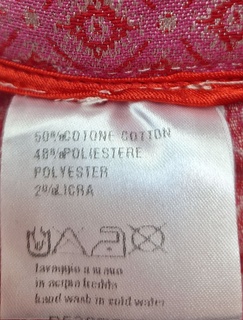 50%COTONE COTTON
48%POLIESTERE
POLYESTER
2%LICRA
lavaggio a mano
in acqua fredda
hand wash in cold water